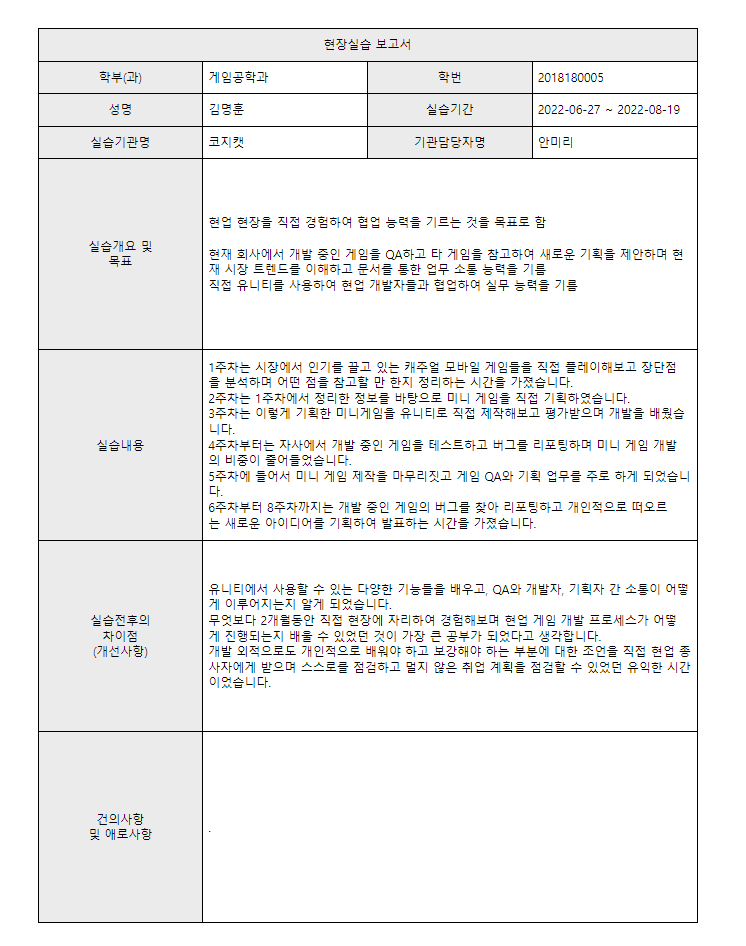 현장실습 보고서
학부(과) 게임공학과 학번 2018180005
성명 김명훈 실습기간 2022-06-27 ~ 2022-08-19
실습기관명 코지캣 기관담당자명 안미리
실습개요 및
목표
현업 현장을 직접 경험하여 협업 능력을 기르는 것을 목표로 함
현재 회사에서 개발 중인 게임을 QA하고 타 게임을 참고하여 새로운 기획을 제안하며 현
재 시장 트렌드를 이해하고 문서를 통한 업무 소통 능력을 기름
직접 유니티를 사용하여 현업 개발자들과 협업하여 실무 능력을 기름
실습내용
1주차는 시장에서 인기를 끌고 있는 캐주얼 모바일 게임들을 직접 플레이해보고 장단점
을 분석하며 어떤 점을 참고할 만 한지 정리하는 시간을 가졌습니다.
2주차는 1주차에서 정리한 정보를 바탕으로 미니 게임을 직접 기획하였습니다.
3주차는 이렇게 기획한 미니게임을 유니티로 직접 제작해보고 평가받으며 개발을 배웠습
니다.
4주차부터는 자사에서 개발 중인 게임을 테스트하고 버그를 리포팅하며 미니 게임 개발
의 비중이 줄어들었습니다.
5주차에 들어서 미니 게임 제작을 마무리짓고 게임 QA와 기획 업무를 주로 하게 되었습니
다.
6주차부터 8주차까지는 개발 중인 게임의 버그를 찾아 리포팅하고 개인적으로 떠오르
는 새로운 아이디어를 기획하여 발표하는 시간을 가졌습니다.
실습전후의
차이점
(개선사항)
유니티에서 사용할 수 있는 다양한 기능들을 배우고, QA와 개발자, 기획자 간 소통이 어떻
게 이루어지는지 알게 되었습니다.
무엇보다 2개월동안 직접 현장에 자리하여 경험해보며 현업 게임 개발 프로세스가 어떻
게 진행되는지 배울 수 있었던 것이 가장 큰 공부가 되었다고 생각합니다.
개발 외적으로도 개인적으로 배워야 하고 보강해야 하는 부분에 대한 조언을 직접 현업 종
사자에게 받으며 스스로를 점검하고 멀지 않은 취업 계획을 점검할 수 있었던 유익한 시간
이었습니다.
건의사항
및 애로사항
.